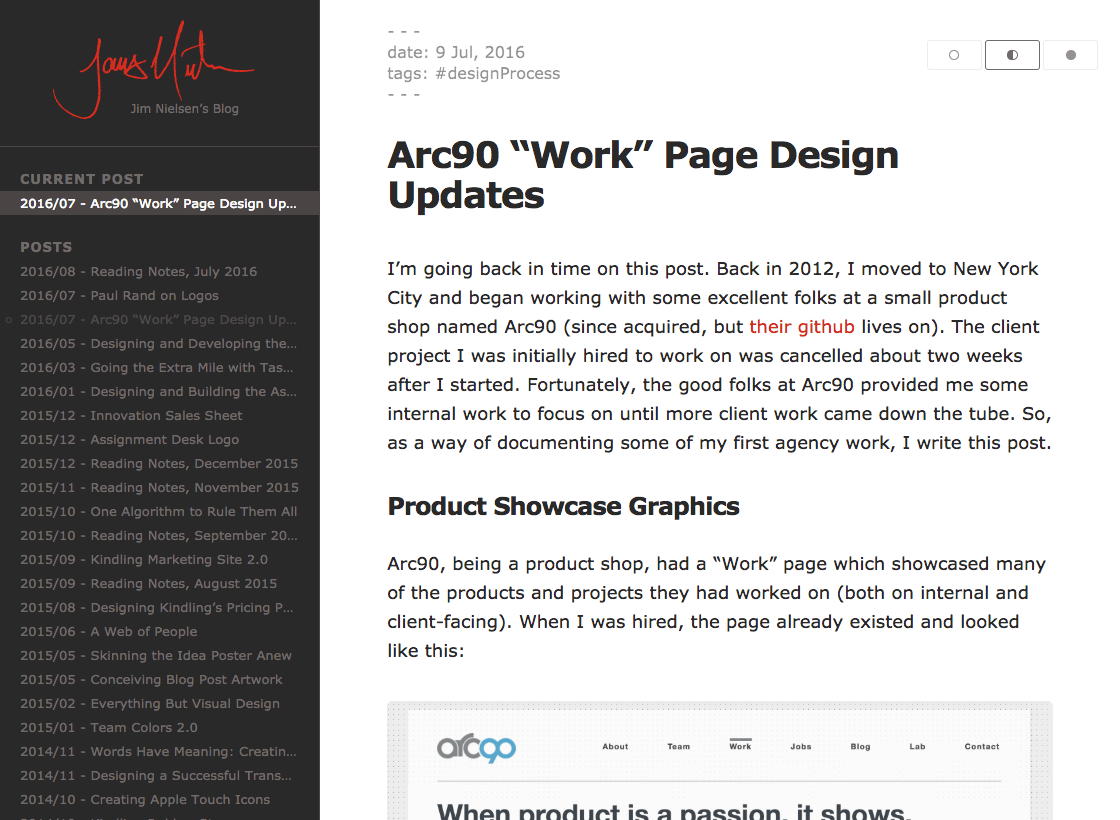 Jim Nielsen’s Blog
CURRENT POST
2016/07 - Arc90 “Work” Page Design Up...
POSTS
2016/08 - Reading Notes, July 2016
2016/07 - Paul Rand on Logos
2016/07 - Arc90 “Work” Page Design Up...
2016/05 - Designing and Developing the...
2016/03 - Going the Extra Mile with Tas...
2016/01 - Designing and Building the As...
2015/12 - Innovation Sales Sheet
2015/12 - Assignment Desk Logo
2015/12 - Reading Notes, December 2015
2015/11 - Reading Notes, November 2015
2015/10 - One Algorithm to Rule Them All
2015/10 - Reading Notes, September 20...
2015/09 - Kindling Marketing Site 2.0
2015/09 - Reading Notes, August 2015
2015/08 - Designing Kindling’s Pricing P...
2015/06 - A Web of People
2015/05 - Skinning the Idea Poster Anew
2015/05 - Conceiving Blog Post Artwork
2015/02 - Everything But Visual Design
2015/01 - Team Colors 2.0
2014/11 - Words Have Meaning: Creatin...
2014/11 - Designing a Successful Trans...
2014/10 - Creating Apple Touch Icons
- - -
date: 9 Jul, 2016
tags: #designProcess
- - -
Arc90 “Work” Page Design
Updates
I’m going back in time on this post. Back in 2012, I moved to New York
City and began working with some excellent folks at a small product
shop named Arc90 (since acquired, but their github lives on). The client
project I was initially hired to work on was cancelled about two weeks
after I started. Fortunately, the good folks at Arc90 provided me some
internal work to focus on until more client work came down the tube. So,
as a way of documenting some of my first agency work, I write this post.
Product Showcase Graphics
Arc90, being a product shop, had a “Work” page which showcased many
of the products and projects they had worked on (both on internal and
client-facing). When I was hired, the page already existed and looked
like this:
arc90 About Team Work Jobs Blog Lab Contact
When product is a passion, it shows.